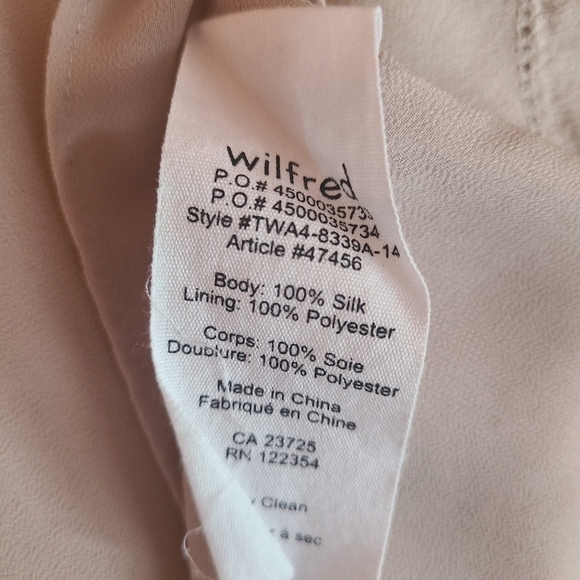 wilfred
P.O.# 4500035733
P.O.# 4500035734
Style #TWA4-8339A-14
Article #47456
Body: 100% Silk
Lining: 100% Polyester
Corps: 100% Soie
Doublure: 100% Polyester
Made in China
Fabriqué en Chine
CA 23725
RN 122354
Clean
à sec